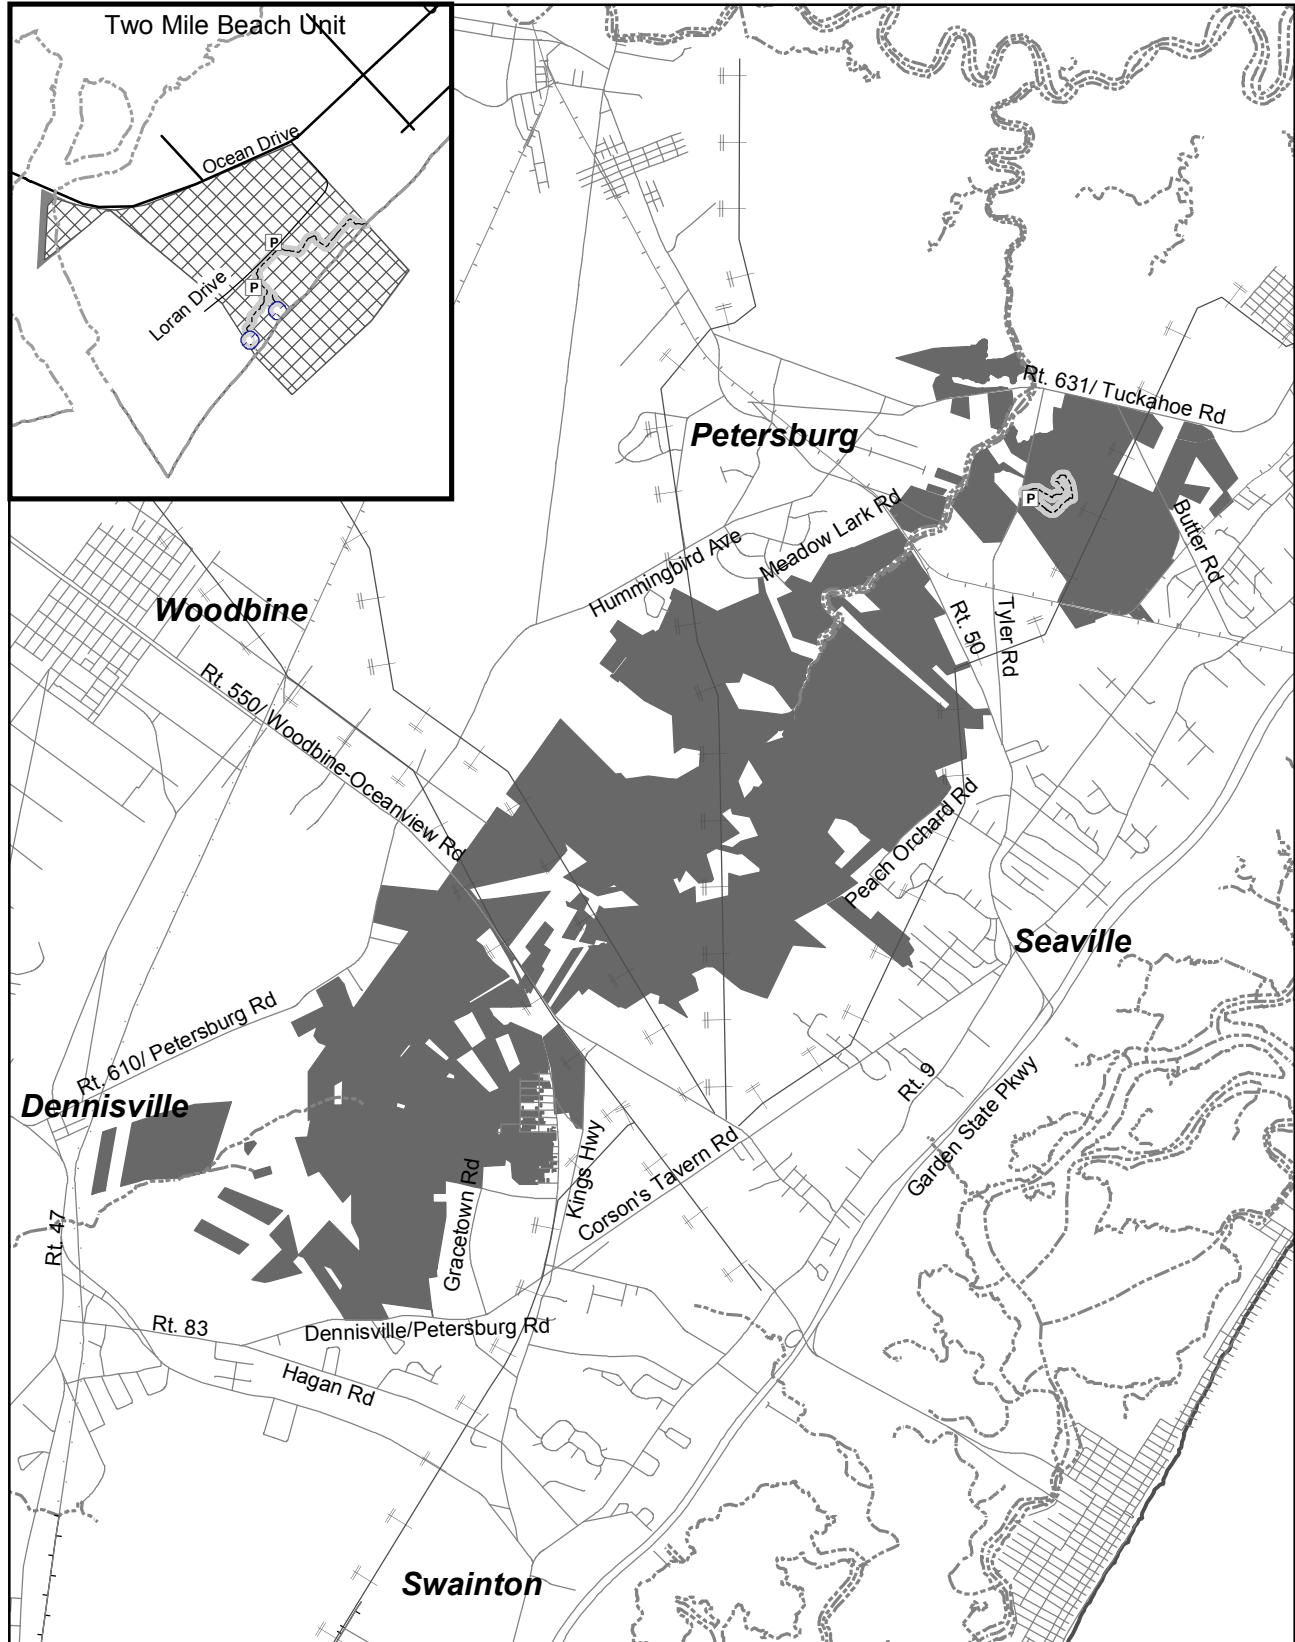 Two Mile Beach Unit
Ocean Drive
P
P
Loran Drive
Rt. 631/ Tuckahoe Rd
Petersburg
P
Meadow Lark Rd
Butter Rd
Hummingbird Ave
Woodbine
Rt. 50
Tyler Rd
Rt. 550/ Woodbine-Oceanview Rd
Peach Orchard Rd
Seaville
Rt. 610/ Petersburg Rd
Dennisville
Rt. 9
Garden State Pkwy
Kings Hwy
Corson's Tavern Rd
Gracetown Rd
Rt. 47
Rt. 83
Dennisville/Petersburg Rd
Hagan Rd
Swainton